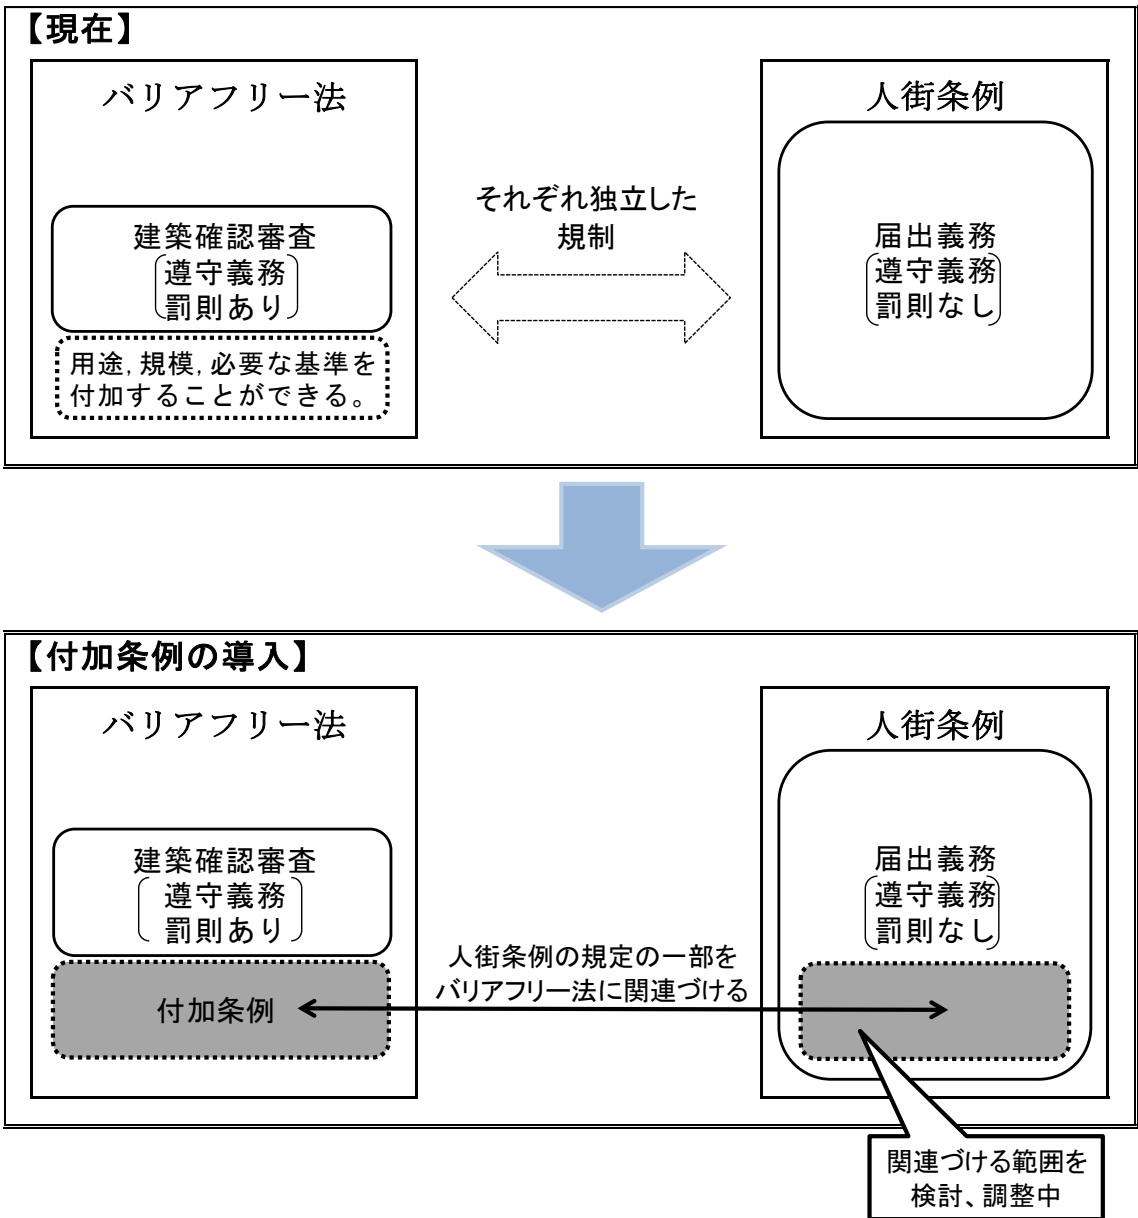 【現在】
バリアフリー法
建築確認審査
遵守義務
罰則あり
用途,規模,必要な基準を
付加することができる。
それぞれ独立した
規制
人街条例
届出義務
遵守義務
罰則なし
【付加条例の導入】
バリアフリー法
建築確認審査
遵守義務
罰則あり
付加条例
人街条例の規定の一部を
バリアフリー法に関連づける
人街条例
届出義務
遵守義務
罰則なし
関連づける範囲を
検討、調整中